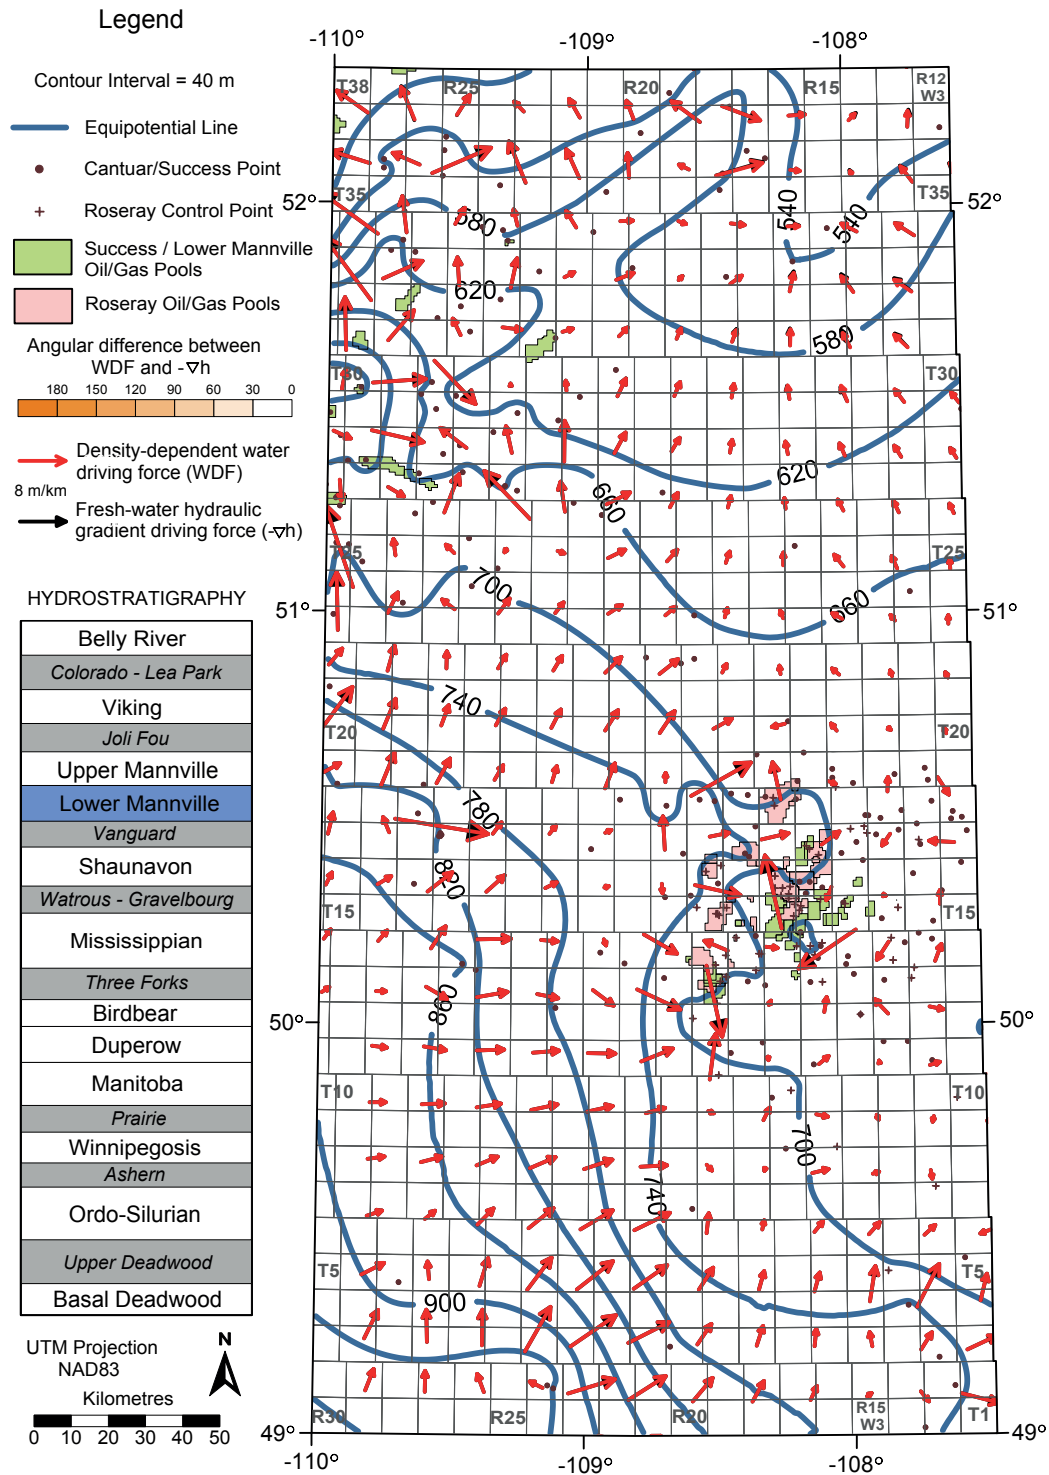 Legend
Contour Interval = 40 m
Equipotential Line
Cantuar/Success Point
Roseray Control Point
Success / Lower Mannville
Oil/Gas Pools
Roseray Oil/Gas Pools
Angular difference between
WDF and -∇h
180 150 120 90 60 30 0
Density-dependent water
driving force (WDF)
8 m/km
Fresh-water hydraulic
gradient driving force (-∇h)
HYDROSTRATIGRAPHY
Belly River
Colorado - Lea Park
Viking
Joli Fou
Upper Mannville
Lower Mannville
Vanguard
Shaunavon
Watrous - Gravelbourg
Mississippian
Three Forks
Birdbear
Duperow
Manitoba
Prairie
Winnipegosis
Ashern
Ordo-Silurian
Upper Deadwood
Basal Deadwood
UTM Projection
NAD83
N
Kilometres
0 10 20 30 40 50
-110° -109° -108°
T38 R25 R20 R15 R12
W3
52° T35 T35 52°
580 540 540
620
580
T30 T30
620
660
T25 T25
700
51° 660 51°
740
T20 T20
780
820
T15 T15
860
50° 50°
T10 T10
700
740
T5 T5
900
R30 R25 R20 R15
W3
T1
49° 49°
-110° -109° -108°